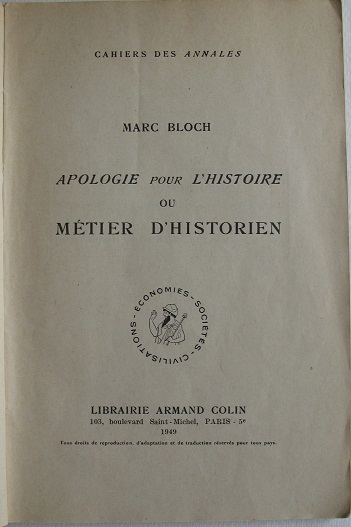 CAHIERS DES ANNALES
MARC BLOCH
APOLOGIE POUR L'HISTOIRE
OU
MÉTIER D'HISTORIEN
ÉCONOMIES - SOCIÉTÉS - CIVILISATIONS -
LIBRAIRIE ARMAND COLIN
103, boulevard Saint-Michel, PARIS - 5e
1949
Tous droits de reproduction, d'adaptation et de traduction réservés pour tous pays.